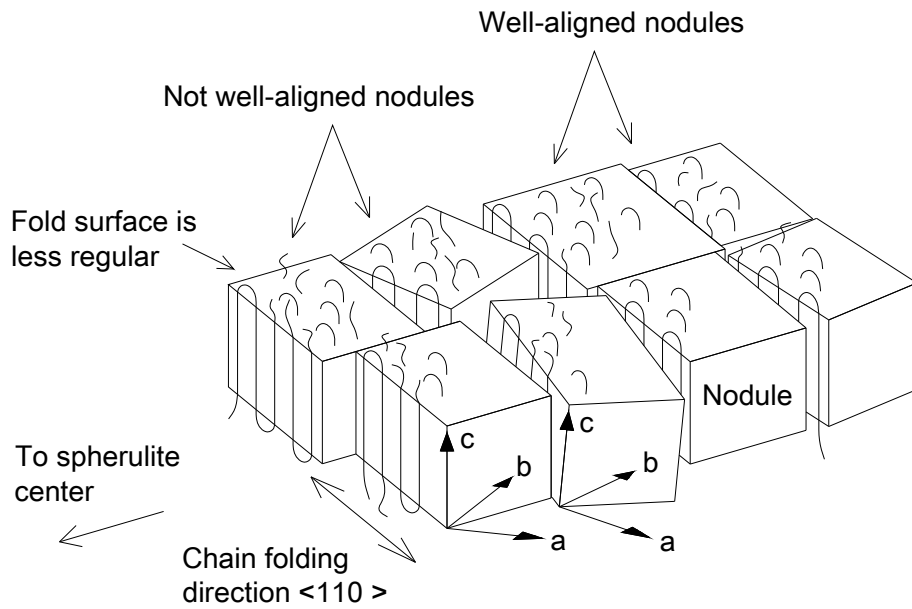 Well-aligned nodules
Not well-aligned nodules
Fold surface is
less regular
Nodule
c
c
b
b
To spherulite
center
a
a
Chain folding
direction <110 >